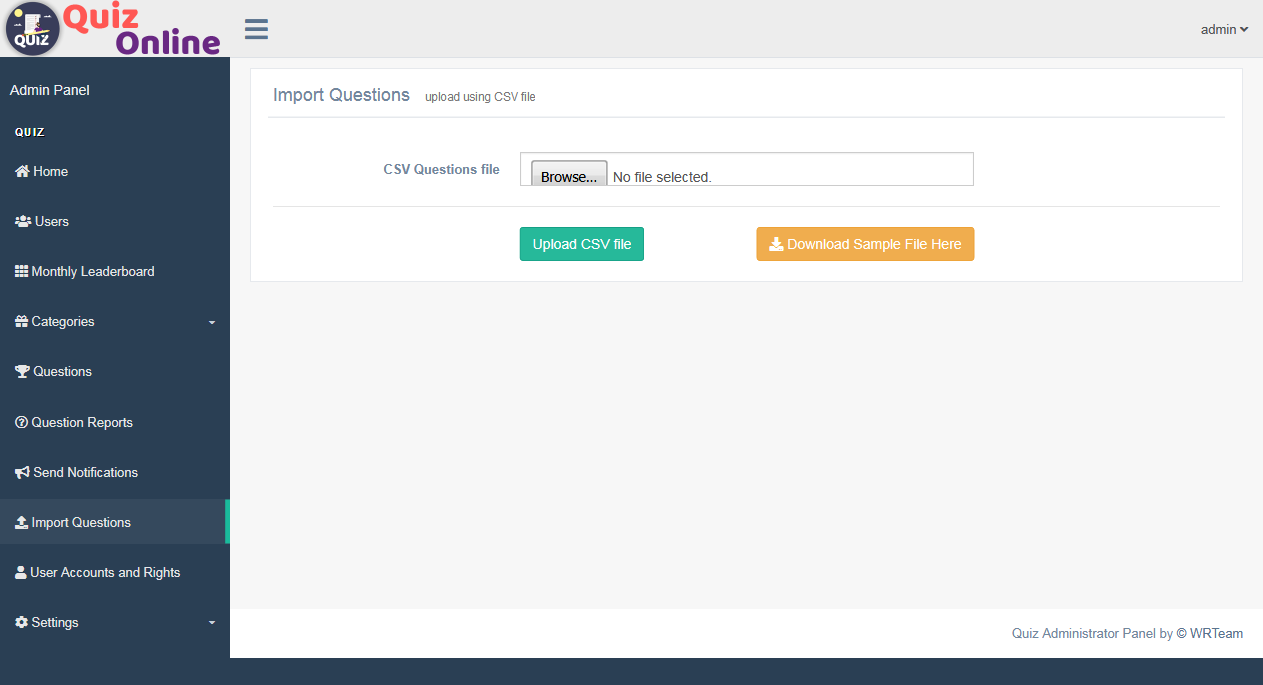 QUIZ
Quiz
Online
admin
Admin Panel
QUIZ
Home
Users
Monthly Leaderboard
Categories
Questions
Question Reports
Send Notifications
Import Questions
User Accounts and Rights
Settings
Import Questions upload using CSV file
CSV Questions file Browse... No file selected.
Upload CSV file Download Sample File Here
Quiz Administrator Panel by © WRTeam